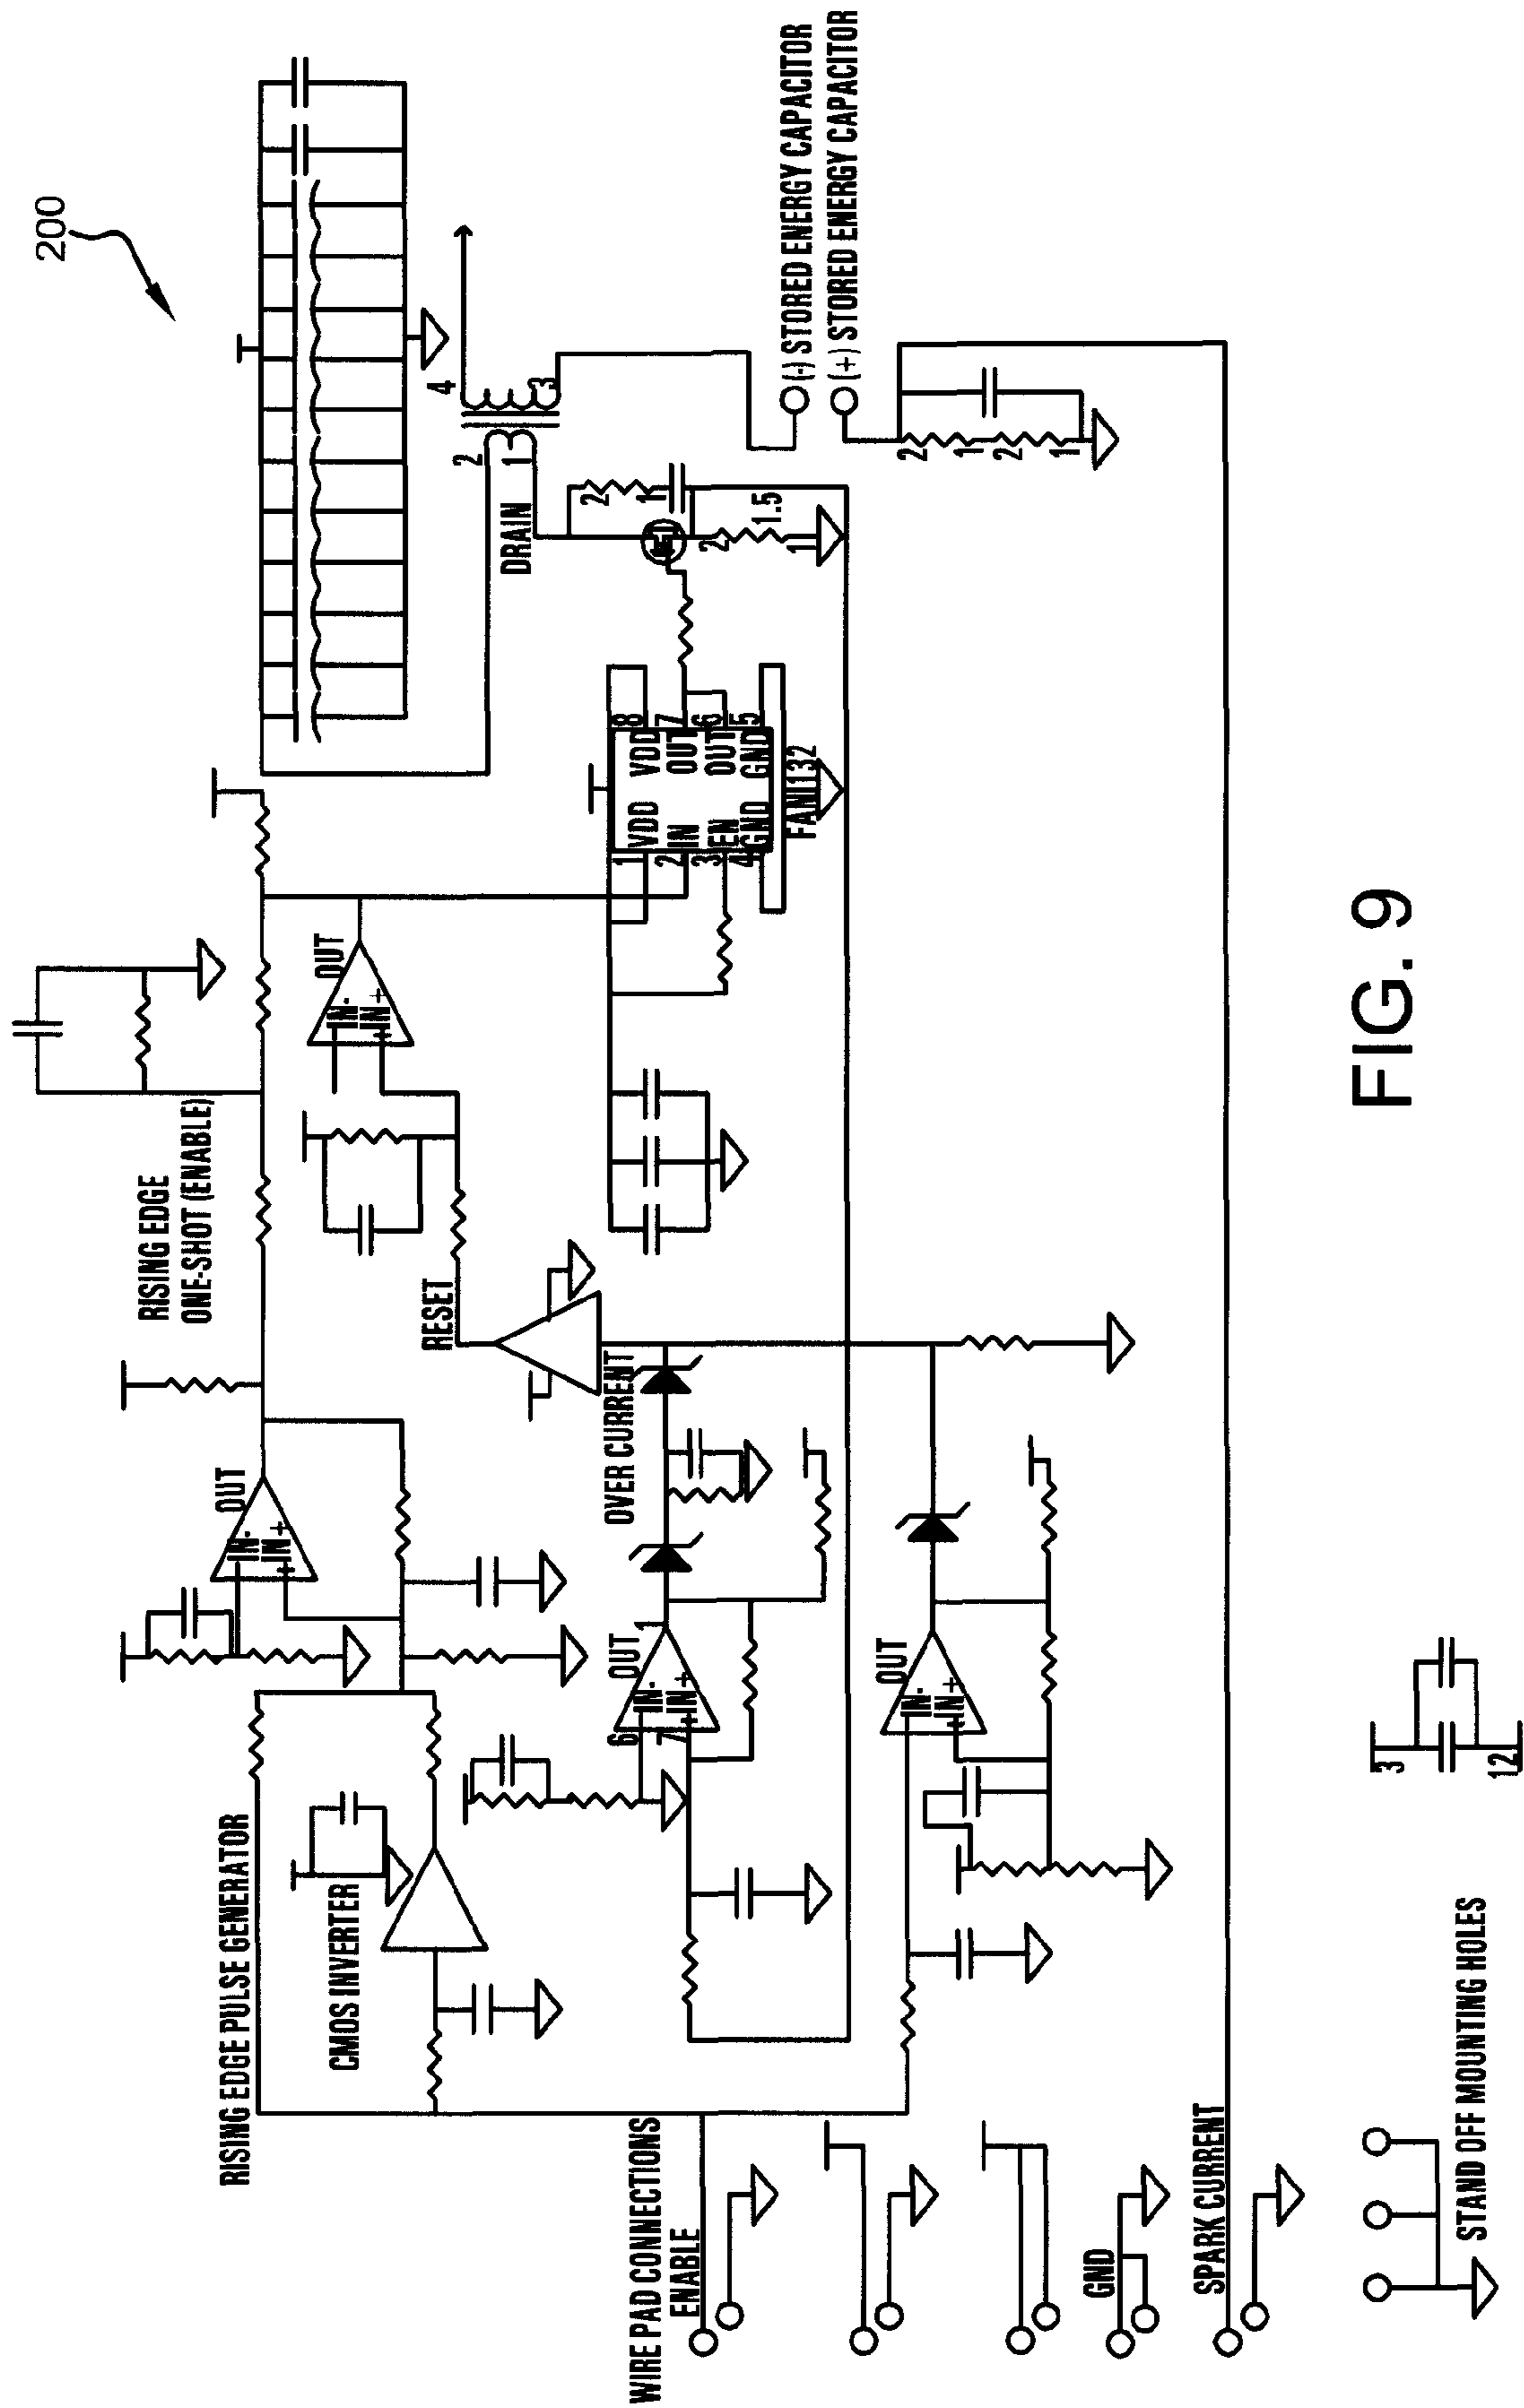 200
RISING EDGE
ONE-SHOT (ENABLE)
4
3
2
1
DRAIN
2
1
2
1.5
1
(-) STORED ENERGY CAPACITOR
(+) STORED ENERGY CAPACITOR
2
1
2
1
OUT
IN-
IN+
OUT
IN-
IN+
RESET
1 VDD VDD 8
2 IN OUT 7
3 EN OUT 6
4 GND GND 5
FAN1132
RISING EDGE PULSE GENERATOR
CMOS INVERTER
OVER CURRENT
OUT 1
6 IN-
7 IN+
OUT
IN-
IN+
WIRE PAD CONNECTIONS
ENABLE
GND
SPARK CURRENT
3
12
STAND OFF MOUNTING HOLES
FIG. 9